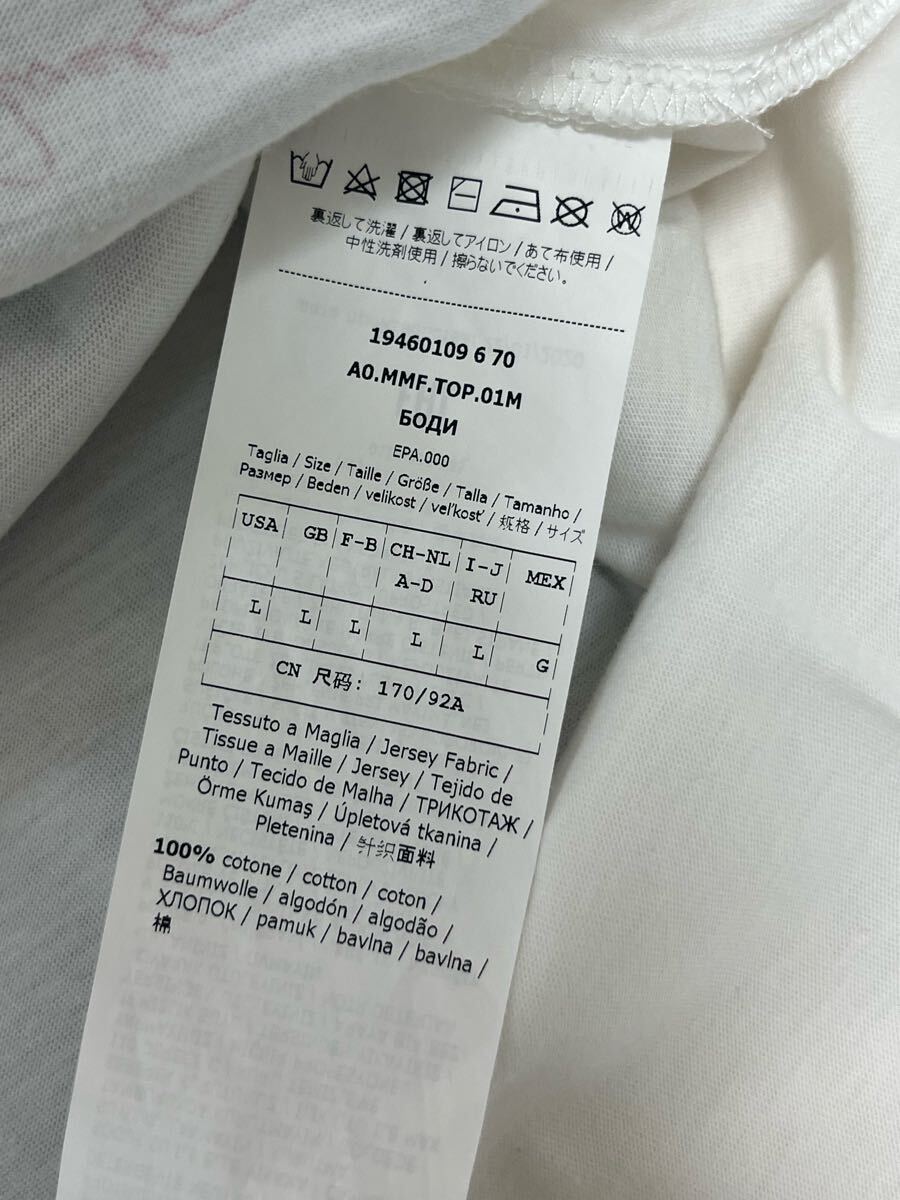 裏返して洗濯 / 裏返してアイロン / あて布使用 /
中性洗剤使用 / 擦らないでください。
19460109 6 70
A0.MMF.TOP.01M
БОДИ
EPA.000
Taglia / Size / Taille / Größe / Talla / Tamanho /
Размер / Beden / velikost / veľkosť / 规格 / サイズ
USA GB F-B CH-NL I-J MEX
A-D RU
L L L L L G
CN 尺码: 170/92A
Tessuto a Maglia / Jersey Fabric /
Tissue a Maille / Jersey / Tejido de
Punto / Tecido de Malha / ТРИКОТАЖ /
Örme Kumaş / Úpletová tkanina /
Pletenina / 针织面料
100% cotone / cotton / coton /
Baumwolle / algodón / algodão /
ХЛОПОК / pamuk / bavlna / bavlna /
棉